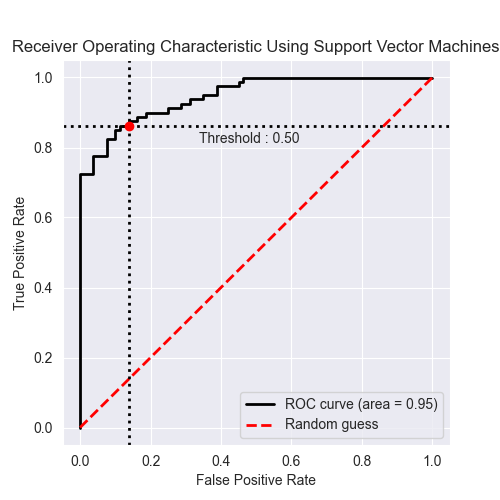 Receiver Operating Characteristic Using Support Vector Machines
1.0
0.8
0.6
0.4
0.2
0.0
True Positive Rate
Threshold : 0.50
ROC curve (area = 0.95)
Random guess
0.0 0.2 0.4 0.6 0.8 1.0
False Positive Rate